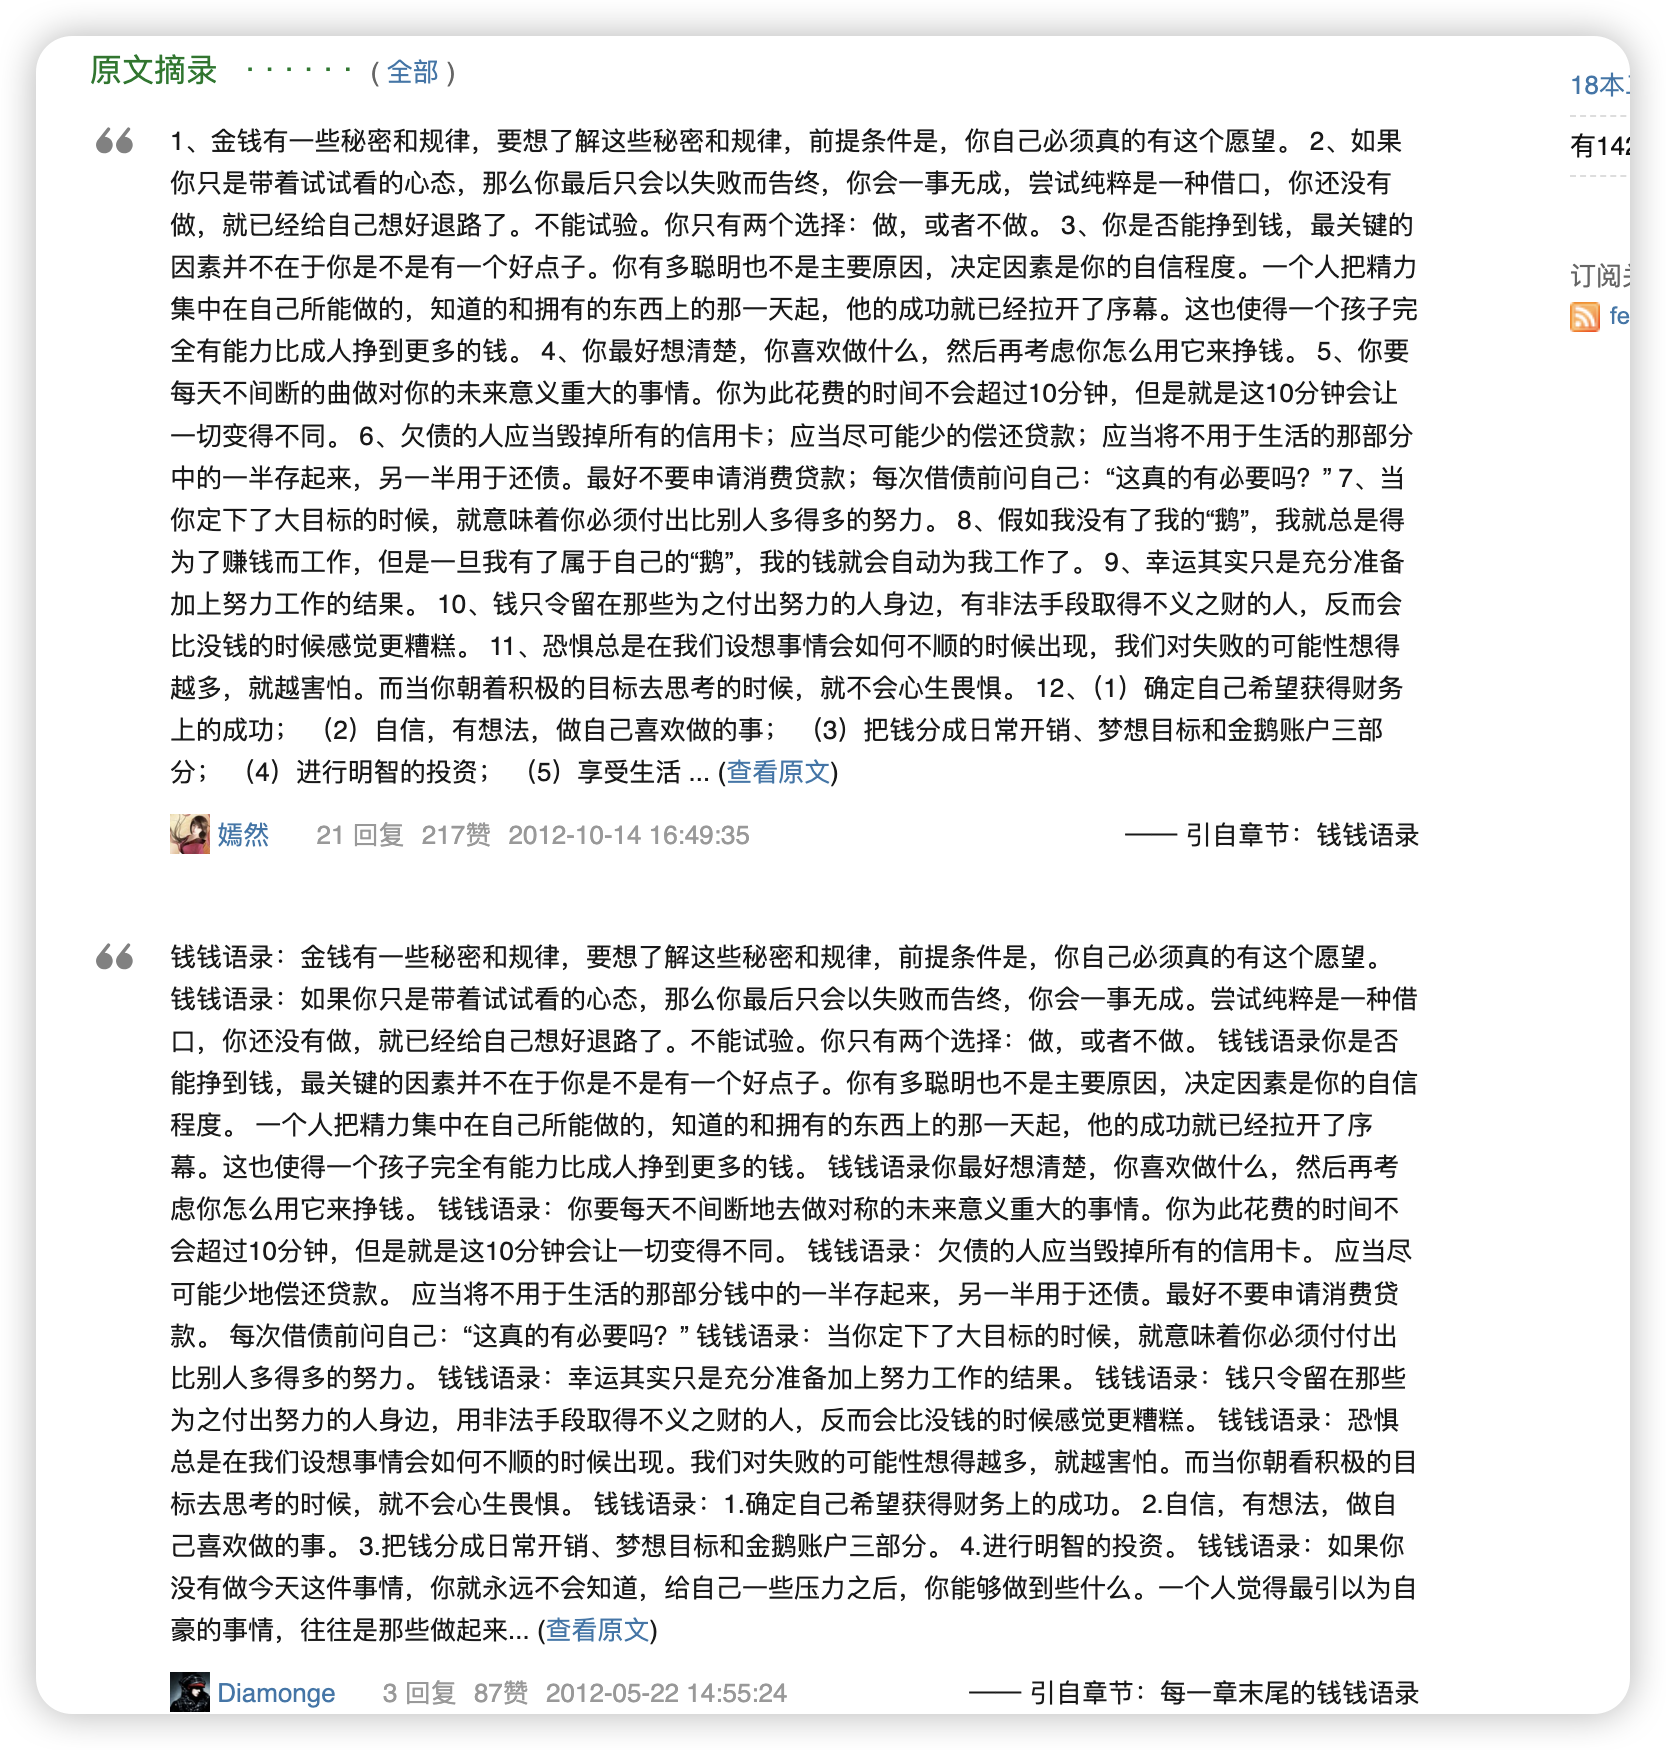 原文摘录 · · · · · · ( 全部 )
1、金钱有一些秘密和规律，要想了解这些秘密和规律，前提条件是，你自己必须真的有这个愿望。 2、如果
你只是带着试试看的心态，那么你最后只会以失败而告终，你会一事无成，尝试纯粹是一种借口，你还没有
做，就已经给自己想好退路了。不能试验。你只有两个选择：做，或者不做。 3、你是否能挣到钱，最关键的
因素并不在于你是不是有一个好点子。你有多聪明也不是主要原因，决定因素是你的自信程度。一个人把精力
集中在自己所能做的，知道的和拥有的东西上的那一天起，他的成功就已经拉开了序幕。这也使得一个孩子完
全有能力比成人挣到更多的钱。 4、你最好想清楚，你喜欢做什么，然后再考虑你怎么用它来挣钱。 5、你要
每天不间断的曲做对你的未来意义重大的事情。你为此花费的时间不会超过10分钟，但是就是这10分钟会让
一切变得不同。 6、欠债的人应当毁掉所有的信用卡；应当尽可能少的偿还贷款；应当将不用于生活的那部分
中的一半存起来，另一半用于还债。最好不要申请消费贷款；每次借债前问自己：“这真的有必要吗？” 7、当
你定下了大目标的时候，就意味着你必须付出比别人多得多的努力。 8、假如我没有了我的“鹅”，我就总是得
为了赚钱而工作，但是一旦我有了属于自己的“鹅”，我的钱就会自动为我工作了。 9、幸运其实只是充分准备
加上努力工作的结果。 10、钱只令留在那些为之付出努力的人身边，有非法手段取得不义之财的人，反而会
比没钱的时候感觉更糟糕。 11、恐惧总是在我们设想事情会如何不顺的时候出现，我们对失败的可能性想得
越多，就越害怕。而当你朝着积极的目标去思考的时候，就不会心生畏惧。 12、（1）确定自己希望获得财务
上的成功； （2）自信，有想法，做自己喜欢做的事； （3）把钱分成日常开销、梦想目标和金鹅账户三部
分； （4）进行明智的投资； （5）享受生活 ... (查看原文)
嫣然 21 回复 217赞 2012-10-14 16:49:35 —— 引自章节：钱钱语录
钱钱语录：金钱有一些秘密和规律，要想了解这些秘密和规律，前提条件是，你自己必须真的有这个愿望。
钱钱语录：如果你只是带着试试看的心态，那么你最后只会以失败而告终，你会一事无成。尝试纯粹是一种借
口，你还没有做，就已经给自己想好退路了。不能试验。你只有两个选择：做，或者不做。 钱钱语录你是否
能挣到钱，最关键的因素并不在于你是不是有一个好点子。你有多聪明也不是主要原因，决定因素是你的自信
程度。 一个人把精力集中在自己所能做的，知道的和拥有的东西上的那一天起，他的成功就已经拉开了序
幕。这也使得一个孩子完全有能力比成人挣到更多的钱。 钱钱语录你最好想清楚，你喜欢做什么，然后再考
虑你怎么用它来挣钱。 钱钱语录：你要每天不间断地去做对称的未来意义重大的事情。你为此花费的时间不
会超过10分钟，但是就是这10分钟会让一切变得不同。 钱钱语录：欠债的人应当毁掉所有的信用卡。 应当尽
可能少地偿还贷款。 应当将不用于生活的那部分钱中的一半存起来，另一半用于还债。最好不要申请消费贷
款。 每次借债前问自己：“这真的有必要吗？” 钱钱语录：当你定下了大目标的时候，就意味着你必须付付出
比别人多得多的努力。 钱钱语录：幸运其实只是充分准备加上努力工作的结果。 钱钱语录：钱只令留在那些
为之付出努力的人身边，用非法手段取得不义之财的人，反而会比没钱的时候感觉更糟糕。 钱钱语录：恐惧
总是在我们设想事情会如何不顺的时候出现。我们对失败的可能性想得越多，就越害怕。而当你朝看积极的目
标去思考的时候，就不会心生畏惧。 钱钱语录：1.确定自己希望获得财务上的成功。 2.自信，有想法，做自
己喜欢做的事。 3.把钱分成日常开销、梦想目标和金鹅账户三部分。 4.进行明智的投资。 钱钱语录：如果你
没有做今天这件事情，你就永远不会知道，给自己一些压力之后，你能够做到些什么。一个人觉得最引以为自
豪的事情，往往是那些做起来... (查看原文)
Diamonge 3 回复 87赞 2012-05-22 14:55:24 —— 引自章节：每一章末尾的钱钱语录
18本
有14
订阅
fe